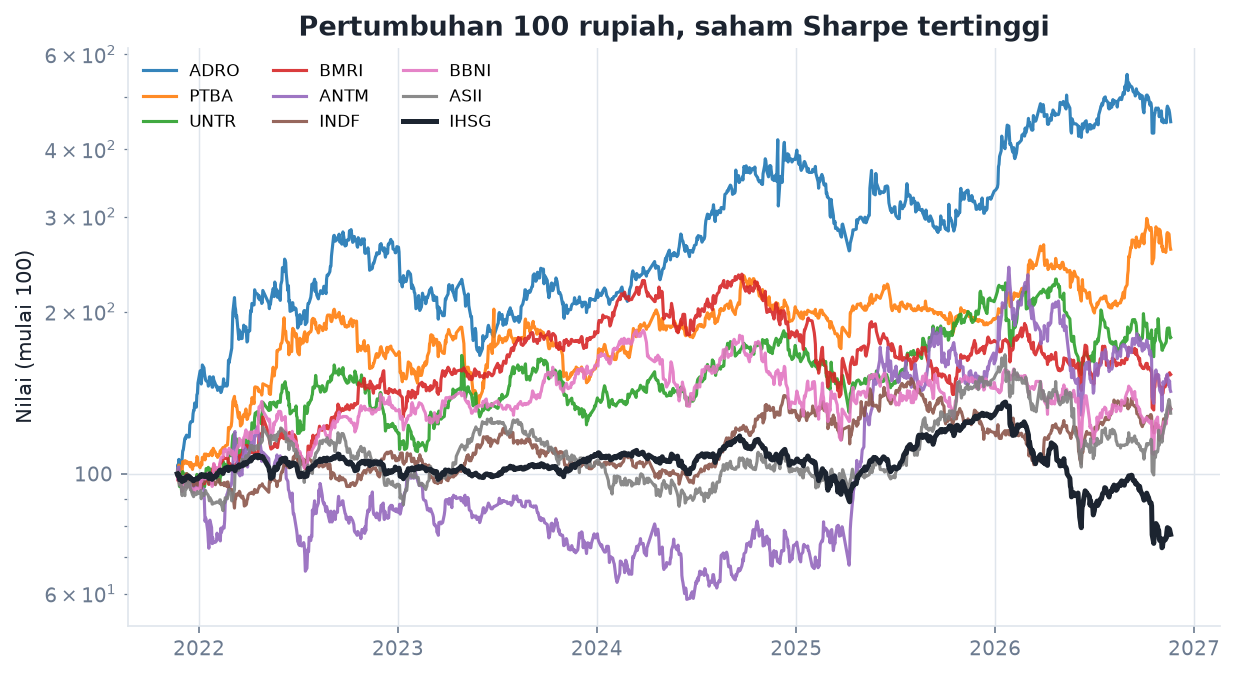 Pertumbuhan 100 rupiah, saham Sharpe tertinggi
Nilai (mulai 100)
6 × 10²
4 × 10²
3 × 10²
2 × 10²
100
6 × 10¹
ADRO
PTBA
UNTR
BMRI
ANTM
INDF
BBNI
ASII
IHSG
2022 2023 2024 2025 2026 2027